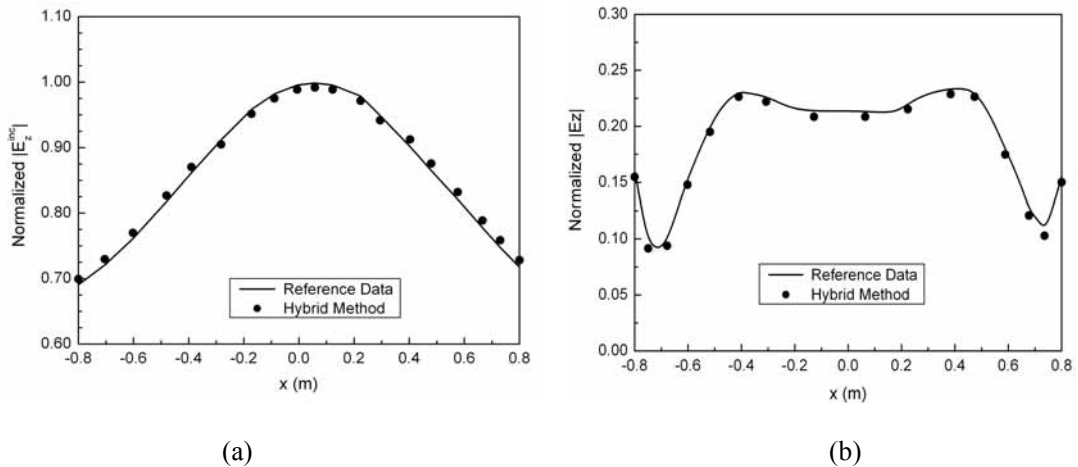 1.10
1.00
0.90
0.80
0.70
0.60
Normalized |E_z^inc|
-0.8 -0.6 -0.4 -0.2 0.0 0.2 0.4 0.6 0.8
x (m)
Reference Data
Hybrid Method
(a)
0.30
0.25
0.20
0.15
0.10
0.05
0.00
Normalized |Ez|
-0.8 -0.6 -0.4 -0.2 0.0 0.2 0.4 0.6 0.8
x (m)
Reference Data
Hybrid Method
(b)